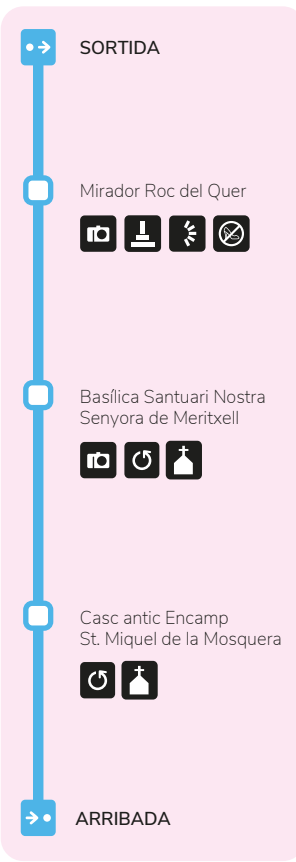 SORTIDA
Mirador Roc del Quer
Basílica Santuari Nostra
Senyora de Meritxell
Casc antic Encamp
St. Miquel de la Mosquera
ARRIBADA